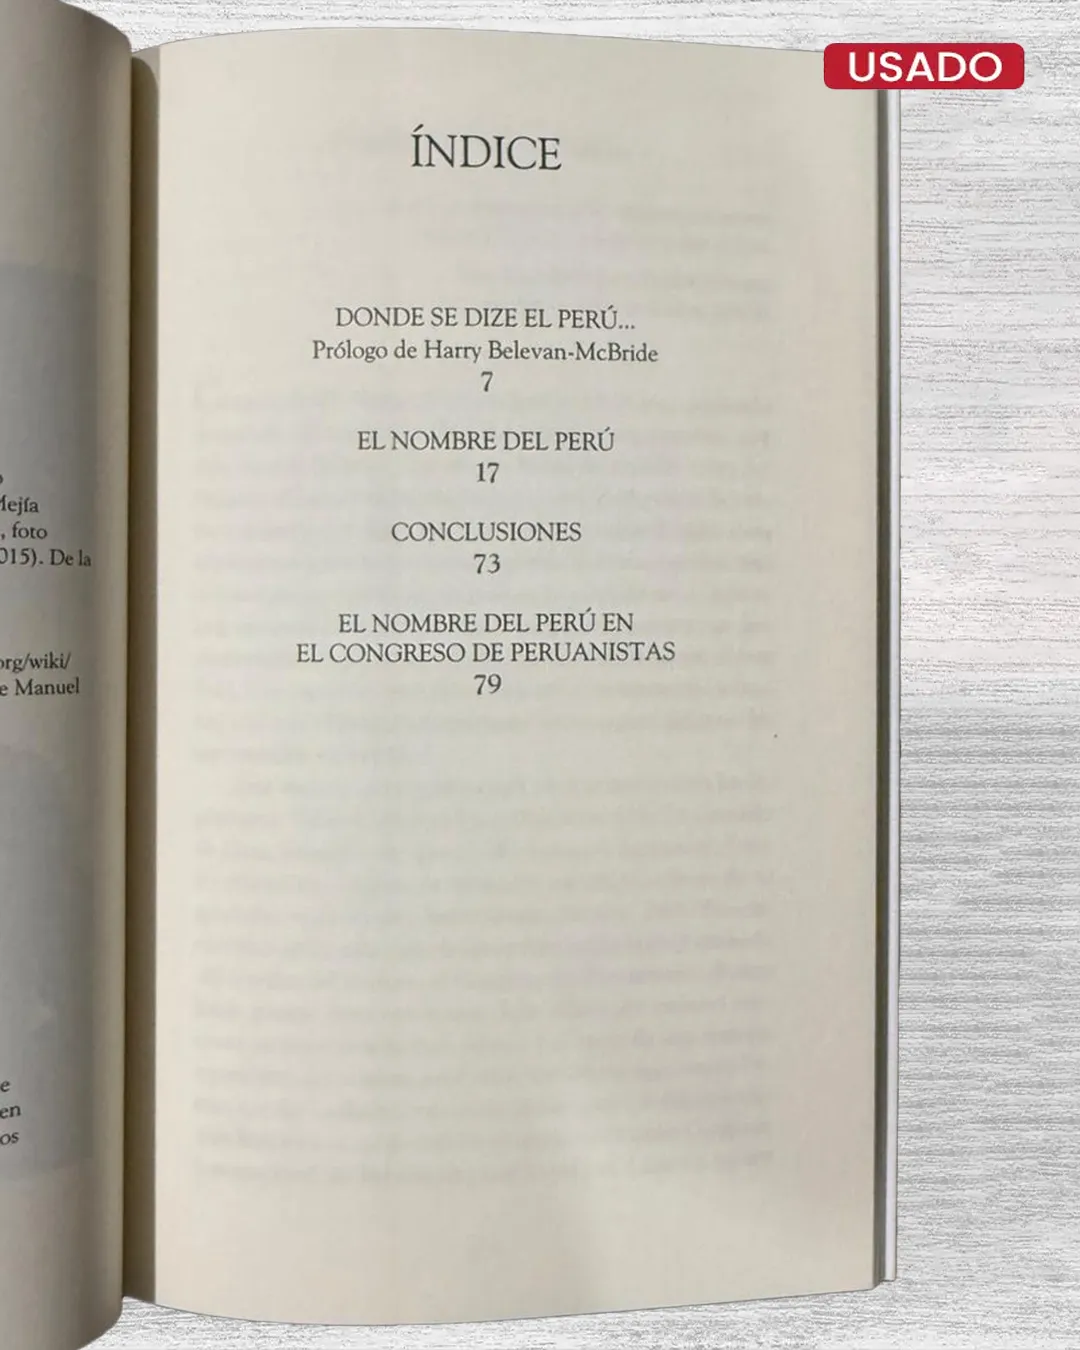 Mejía
, foto
015). De la
org/wiki/
e Manuel
e
en
os
USADO
ÍNDICE
DONDE SE DIZE EL PERÚ...
Prólogo de Harry Belevan-McBride
7
EL NOMBRE DEL PERÚ
17
CONCLUSIONES
73
EL NOMBRE DEL PERÚ EN
EL CONGRESO DE PERUANISTAS
79